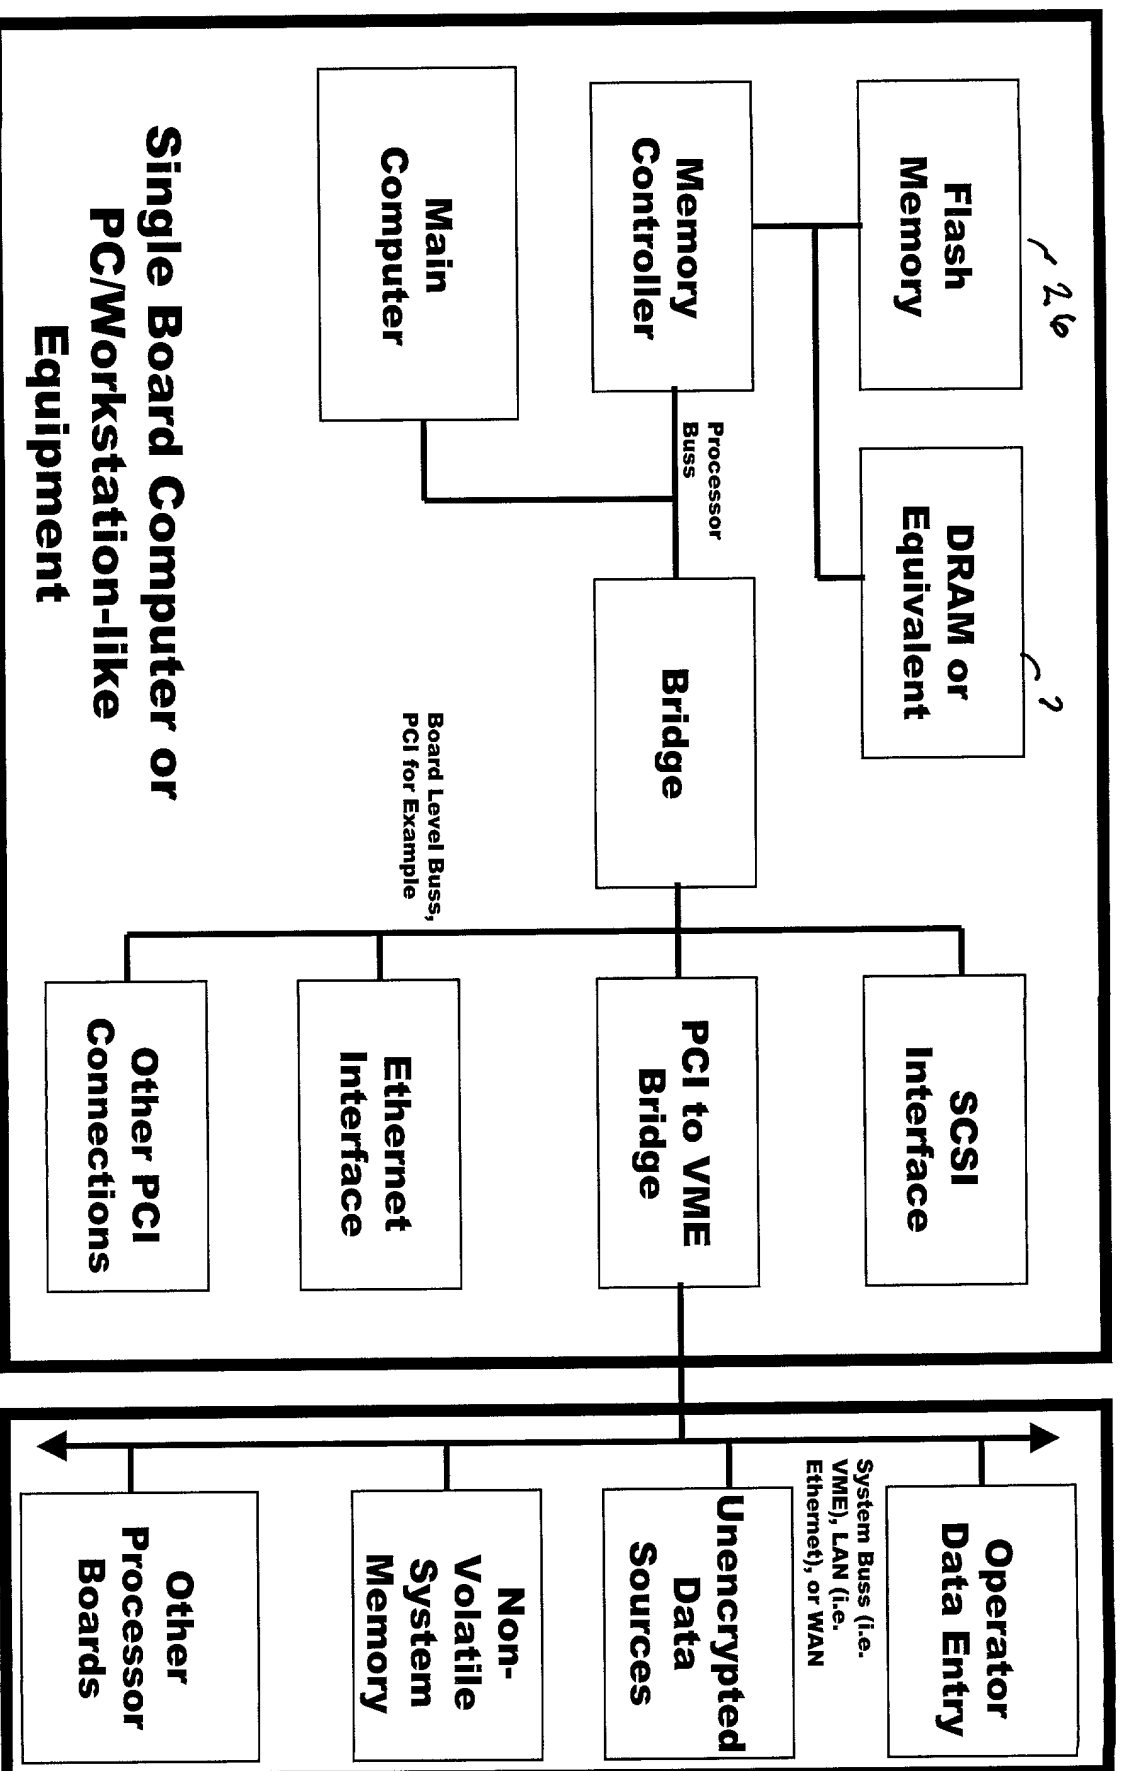 26
Flash
Memory
?
DRAM or
Equivalent
SCSI
Interface
Operator
Data Entry
System Buss (i.e.
VME), LAN (i.e.
Ethernet), or WAN
Memory
Controller
Processor
Buss
Bridge
PCI to VME
Bridge
Unencrypted
Data
Sources
Main
Computer
Board Level Buss,
PCI for Example
Ethernet
Interface
Non-
Volatile
System
Memory
Other PCI
Connections
Other
Processor
Boards
Single Board Computer or
PC/Workstation-like
Equipment